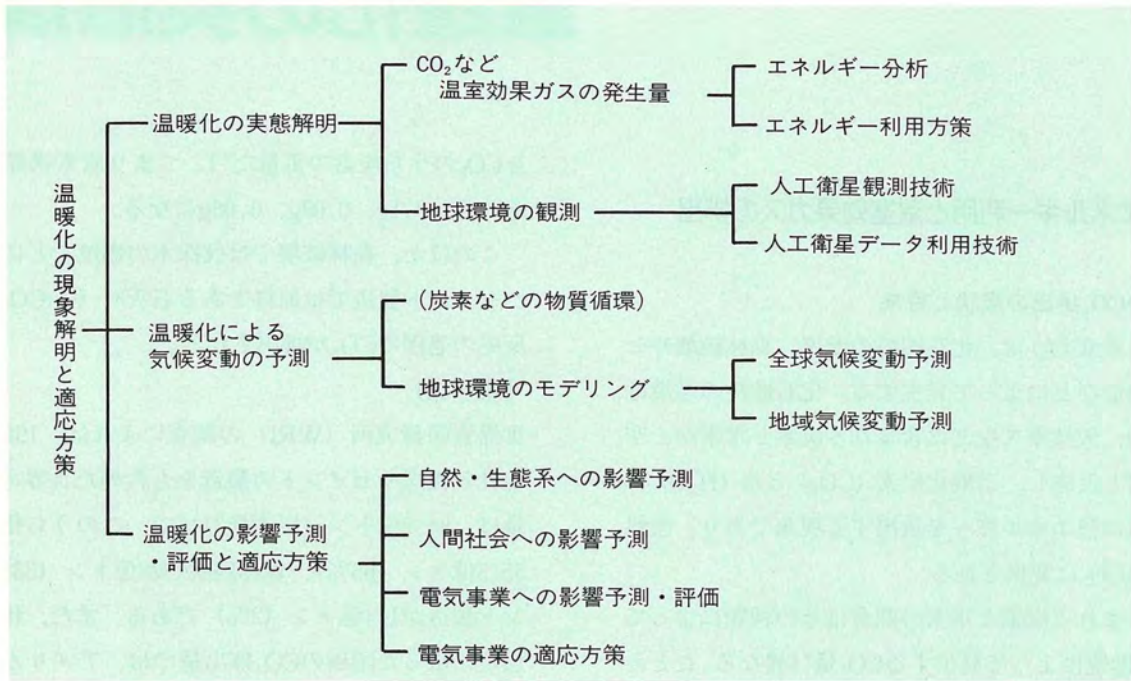 温暖化の現象解明と適応方策
温暖化の実態解明
CO₂など
温室効果ガスの発生量
エネルギー分析
エネルギー利用方策
地球環境の観測
人工衛星観測技術
人工衛星データ利用技術
温暖化による
気候変動の予測
(炭素などの物質循環)
地球環境のモデリング
全球気候変動予測
地域気候変動予測
温暖化の影響予測
・評価と適応方策
自然・生態系への影響予測
人間社会への影響予測
電気事業への影響予測・評価
電気事業の適応方策